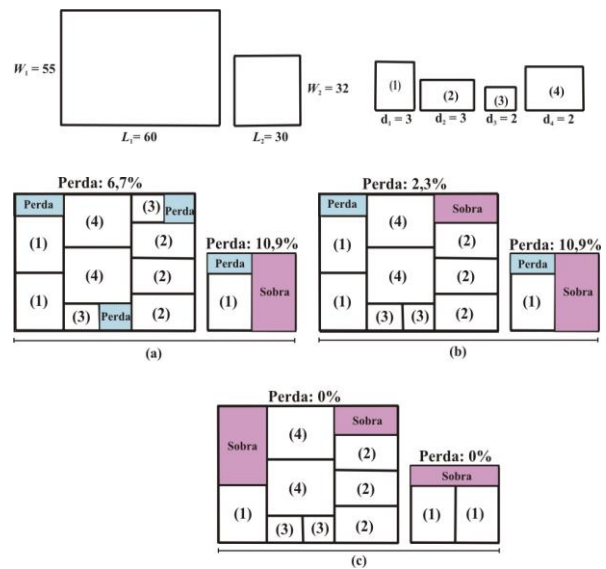 W₁ = 55
L₁= 60
W₂ = 32
L₂= 30
(1)
(2)
(3)
(4)
d₁ = 3
d₂ = 3
d₃ = 2
d₄ = 2
Perda: 6,7%
Perda
(4)
(3)
Perda
(1)
(2)
(4)
(2)
(1)
(3)
Perda
(2)
Perda: 10,9%
Perda
(1)
Sobra
(a)
Perda: 2,3%
Perda
(4)
Sobra
(1)
(2)
(4)
(2)
(1)
(3)
(3)
(2)
Perda: 10,9%
Perda
(1)
Sobra
(b)
Perda: 0%
Sobra
(4)
Sobra
(2)
(4)
(2)
(1)
(3)
(3)
(2)
Perda: 0%
Sobra
(1)
(1)
(c)